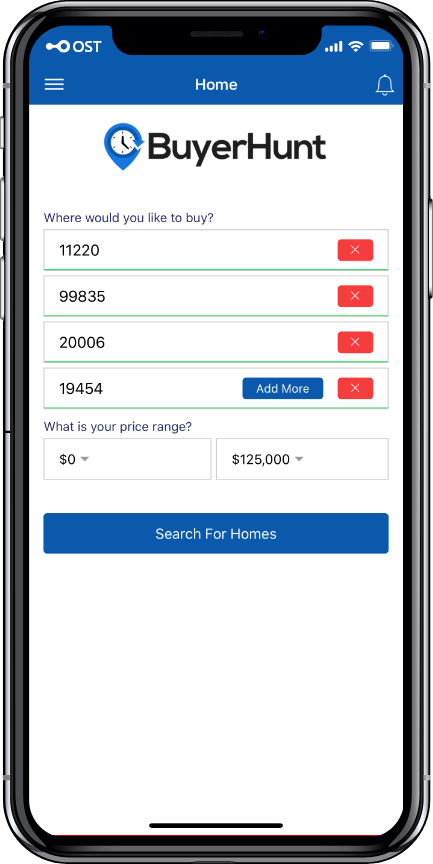 OST
Home
BuyerHunt
Where would you like to buy?
11220
99835
20006
19454 Add More
What is your price range?
$0 $125,000
Search For Homes